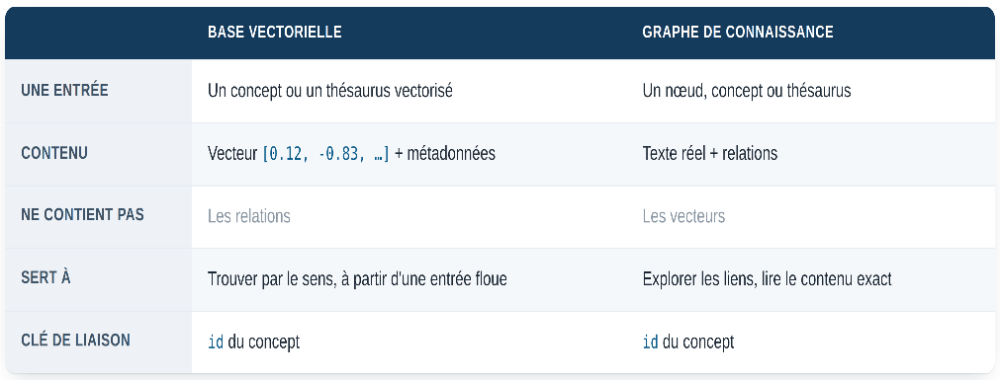 BASE VECTORIELLE GRAPHE DE CONNAISSANCE
UNE ENTRÉE Un concept ou un thésaurus vectorisé Un nœud, concept ou thésaurus
CONTENU Vecteur [0.12, -0.83, …] + métadonnées Texte réel + relations
NE CONTIENT PAS Les relations Les vecteurs
SERT À Trouver par le sens, à partir d'une entrée floue Explorer les liens, lire le contenu exact
CLÉ DE LIAISON id du concept id du concept